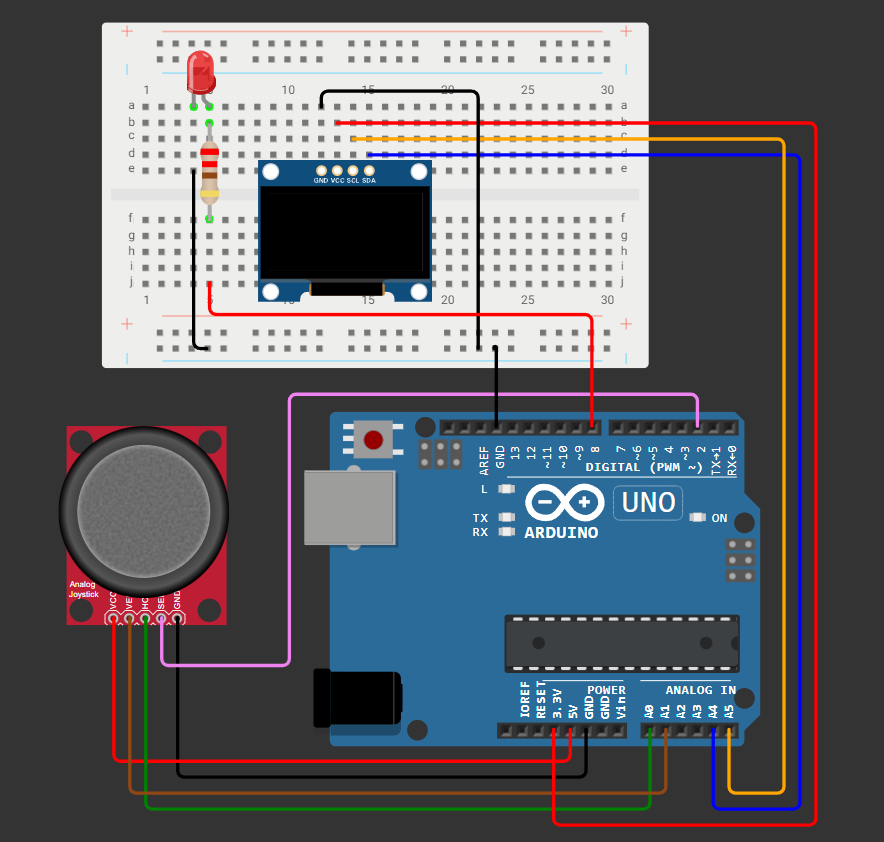 1 10 15 20 25 30
a a
b b
c c
d d
e e
GND VCC SCL SDA
f f
g g
h h
i i
j j
1 5 10 15 20 25 30
AREF GND 13 12 ~11 ~10 ~9 8 7 ~6 ~5 4 ~3 2 TX→1 RX←0
DIGITAL (PWM ~)
L
TX
RX
UNO
ON
ARDUINO
Analog
Joystick
VCC SEL GND
POWER
ANALOG IN
IOREF RESET 3.3V 5V GND GND Vin A0 A1 A2 A3 A4 A5